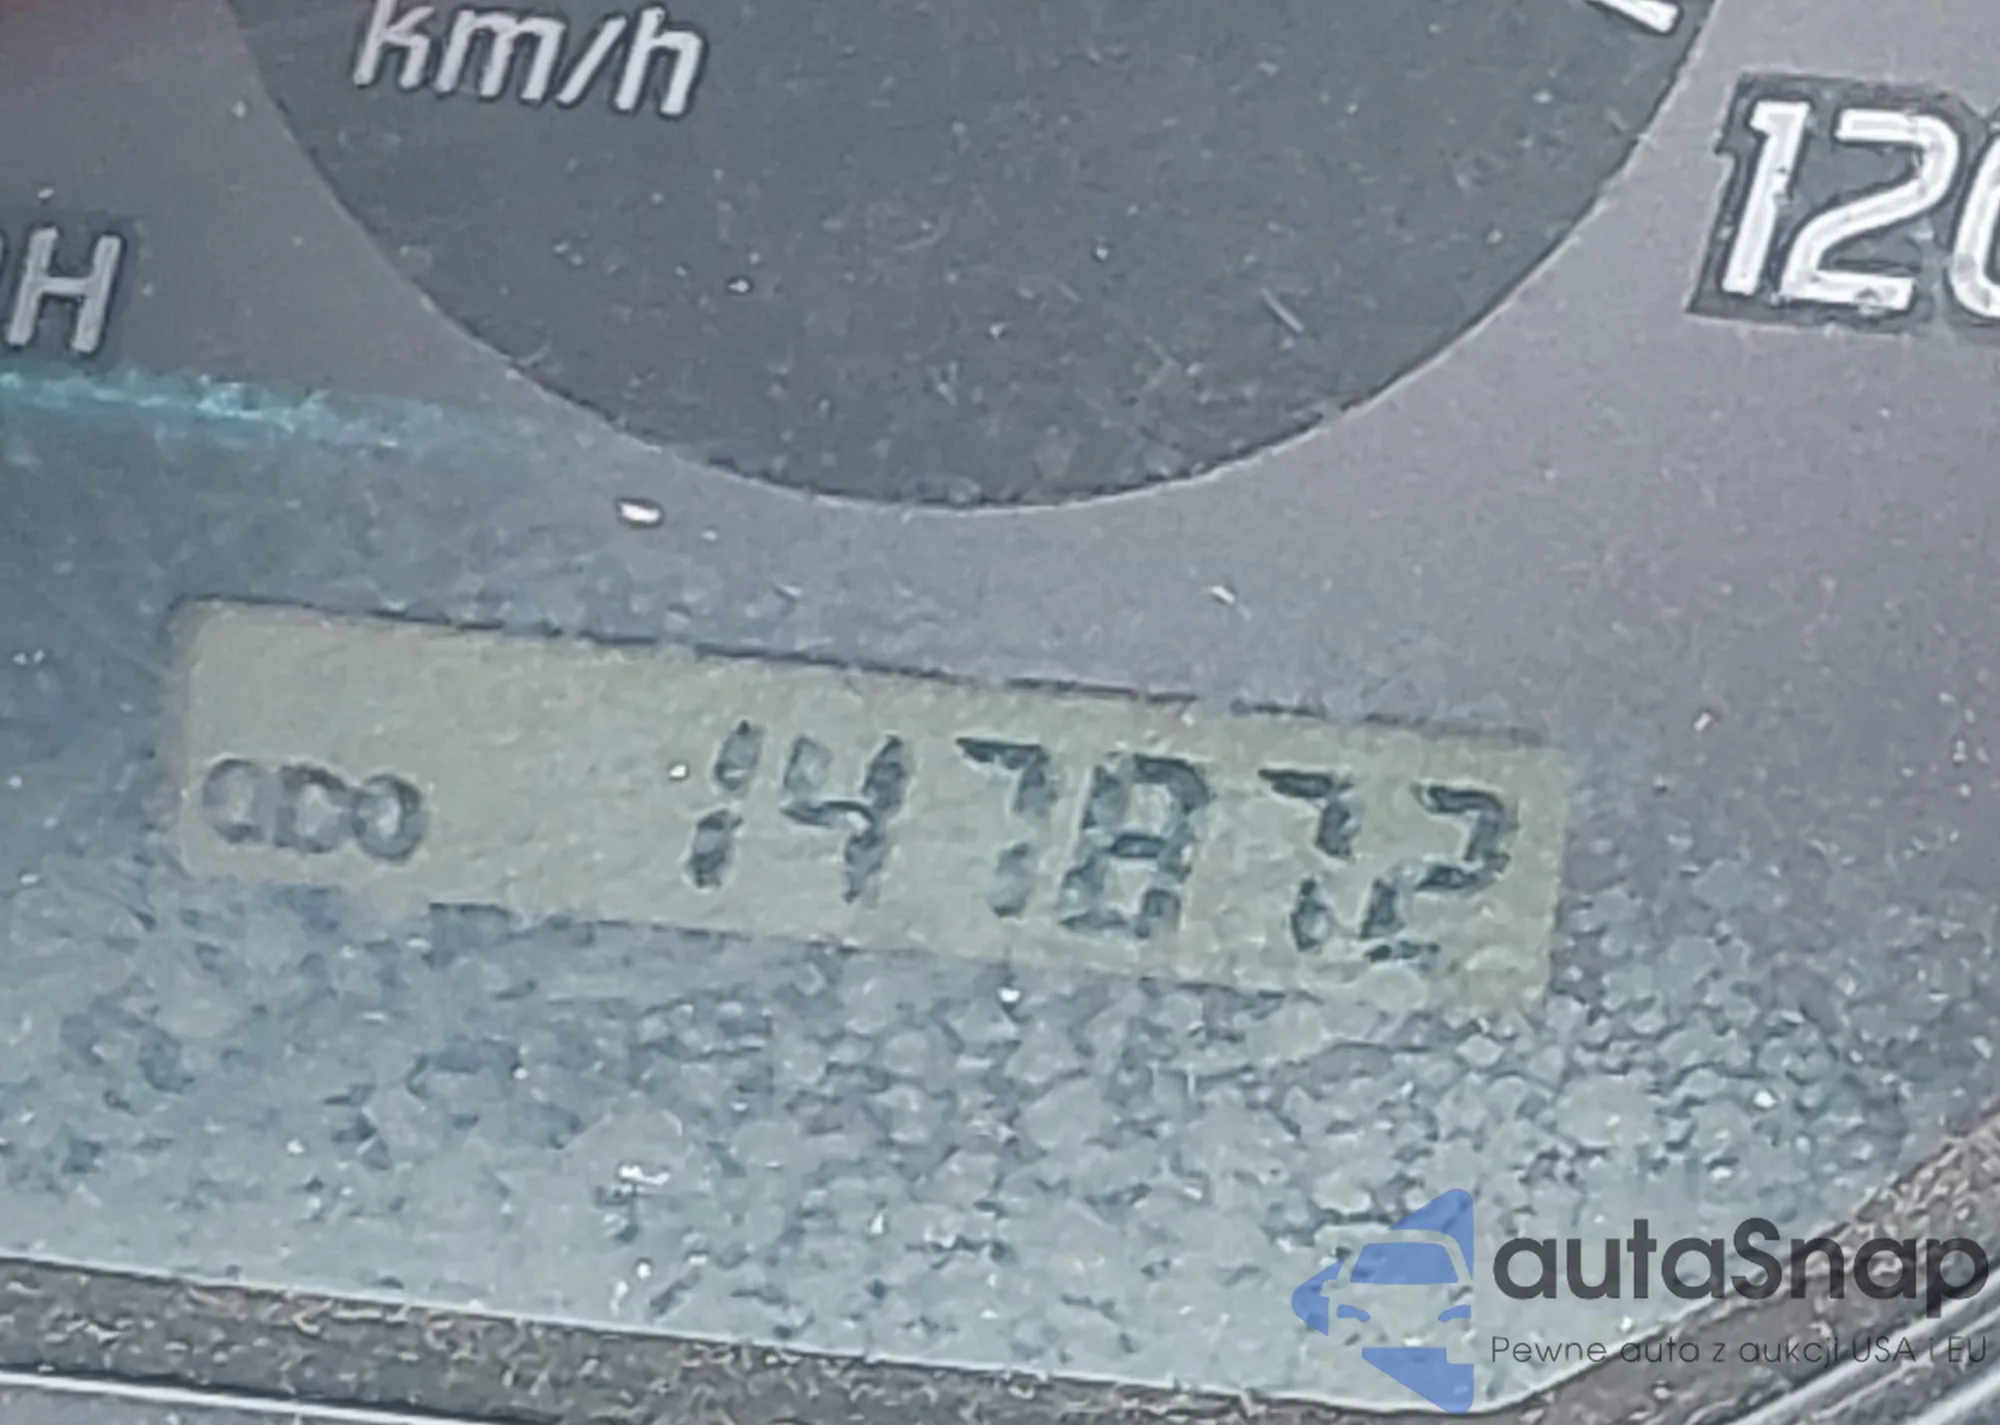 km/h
120
H
ODO 147872
autaSnap
Pewne auta z aukcji USA i EU